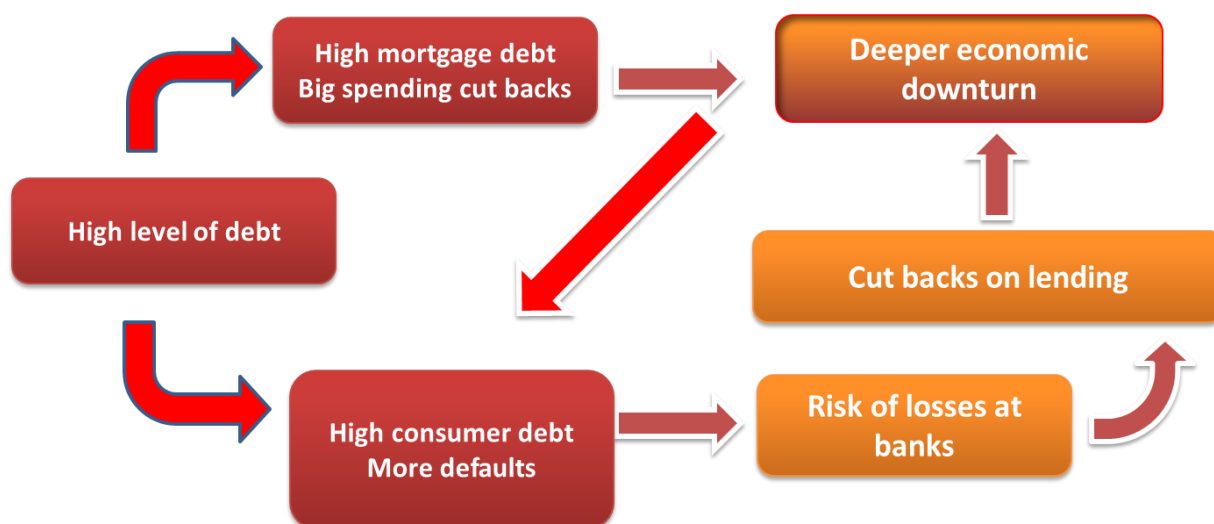 High mortgage debt
Big spending cut backs
Deeper economic
downturn
High level of debt
Cut backs on lending
High consumer debt
More defaults
Risk of losses at
banks